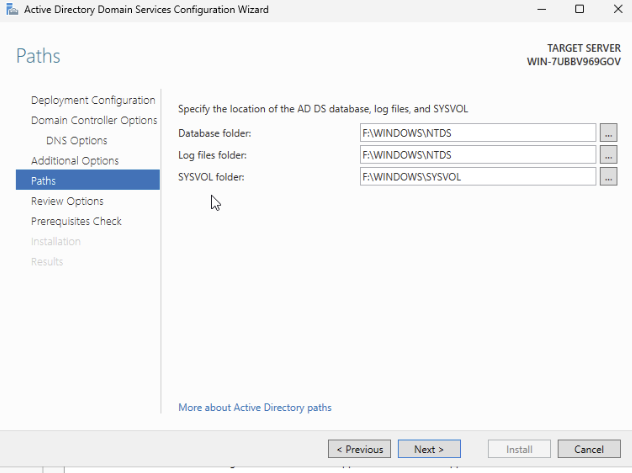 Active Directory Domain Services Configuration Wizard
Paths
TARGET SERVER
WIN-7UBBV969GOV
Deployment Configuration
Domain Controller Options
DNS Options
Additional Options
Paths
Review Options
Prerequisites Check
Installation
Results
Specify the location of the AD DS database, log files, and SYSVOL
Database folder: F:\WINDOWS\NTDS ...
Log files folder: F:\WINDOWS\NTDS ...
SYSVOL folder: F:\WINDOWS\SYSVOL ...
More about Active Directory paths
< Previous Next > Install Cancel